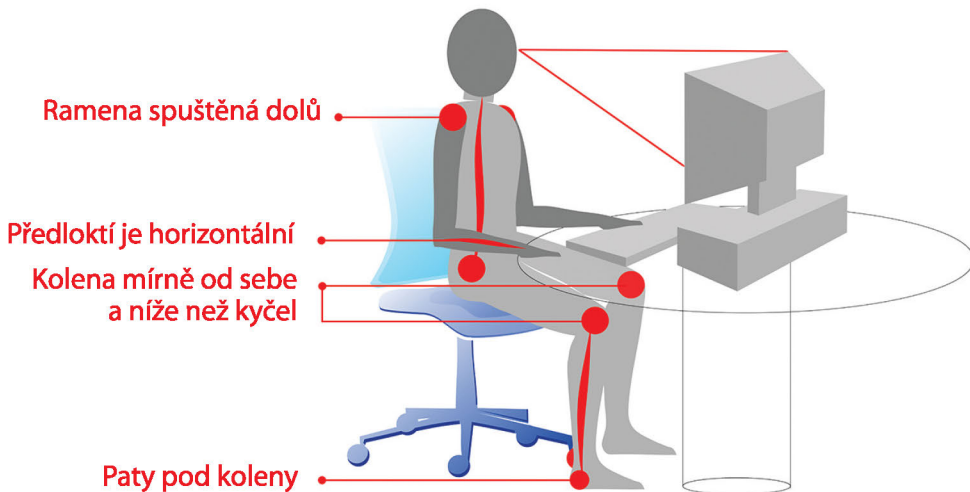 Ramena spuštěná dolů
Předloktí je horizontální
Kolena mírně od sebe
a níže než kyčel
Paty pod koleny